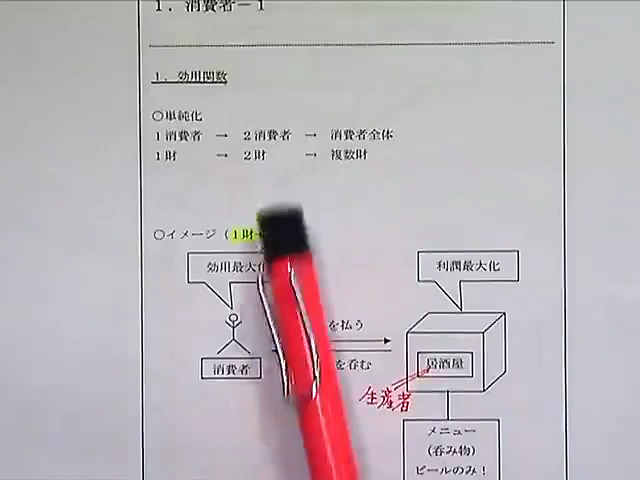 1．消費者－1
1．効用関数
○単純化
1消費者 → 2消費者 → 消費者全体
1財 → 2財 → 複数財
○イメージ（1財
効用最大化
利潤最大化
を払う
消費者
を呑む
居酒屋
生産者
メニュー
（呑み物）
ビールのみ！